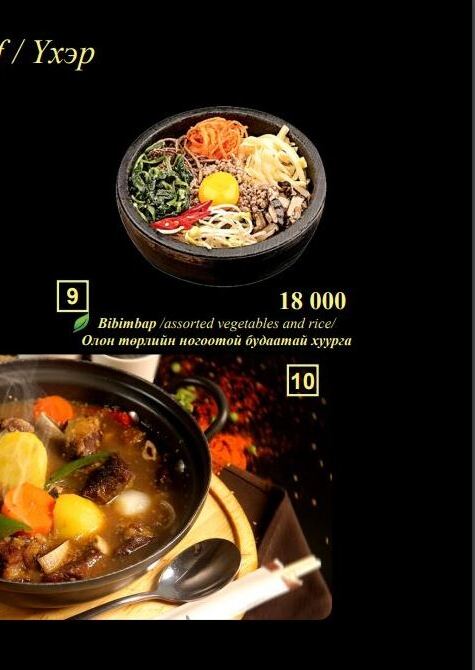 f / Үхэр
9
18 000
Bibimbap /assorted vegetables and rice/
Олон төрлийн ногоотой будаатай хуурга
10